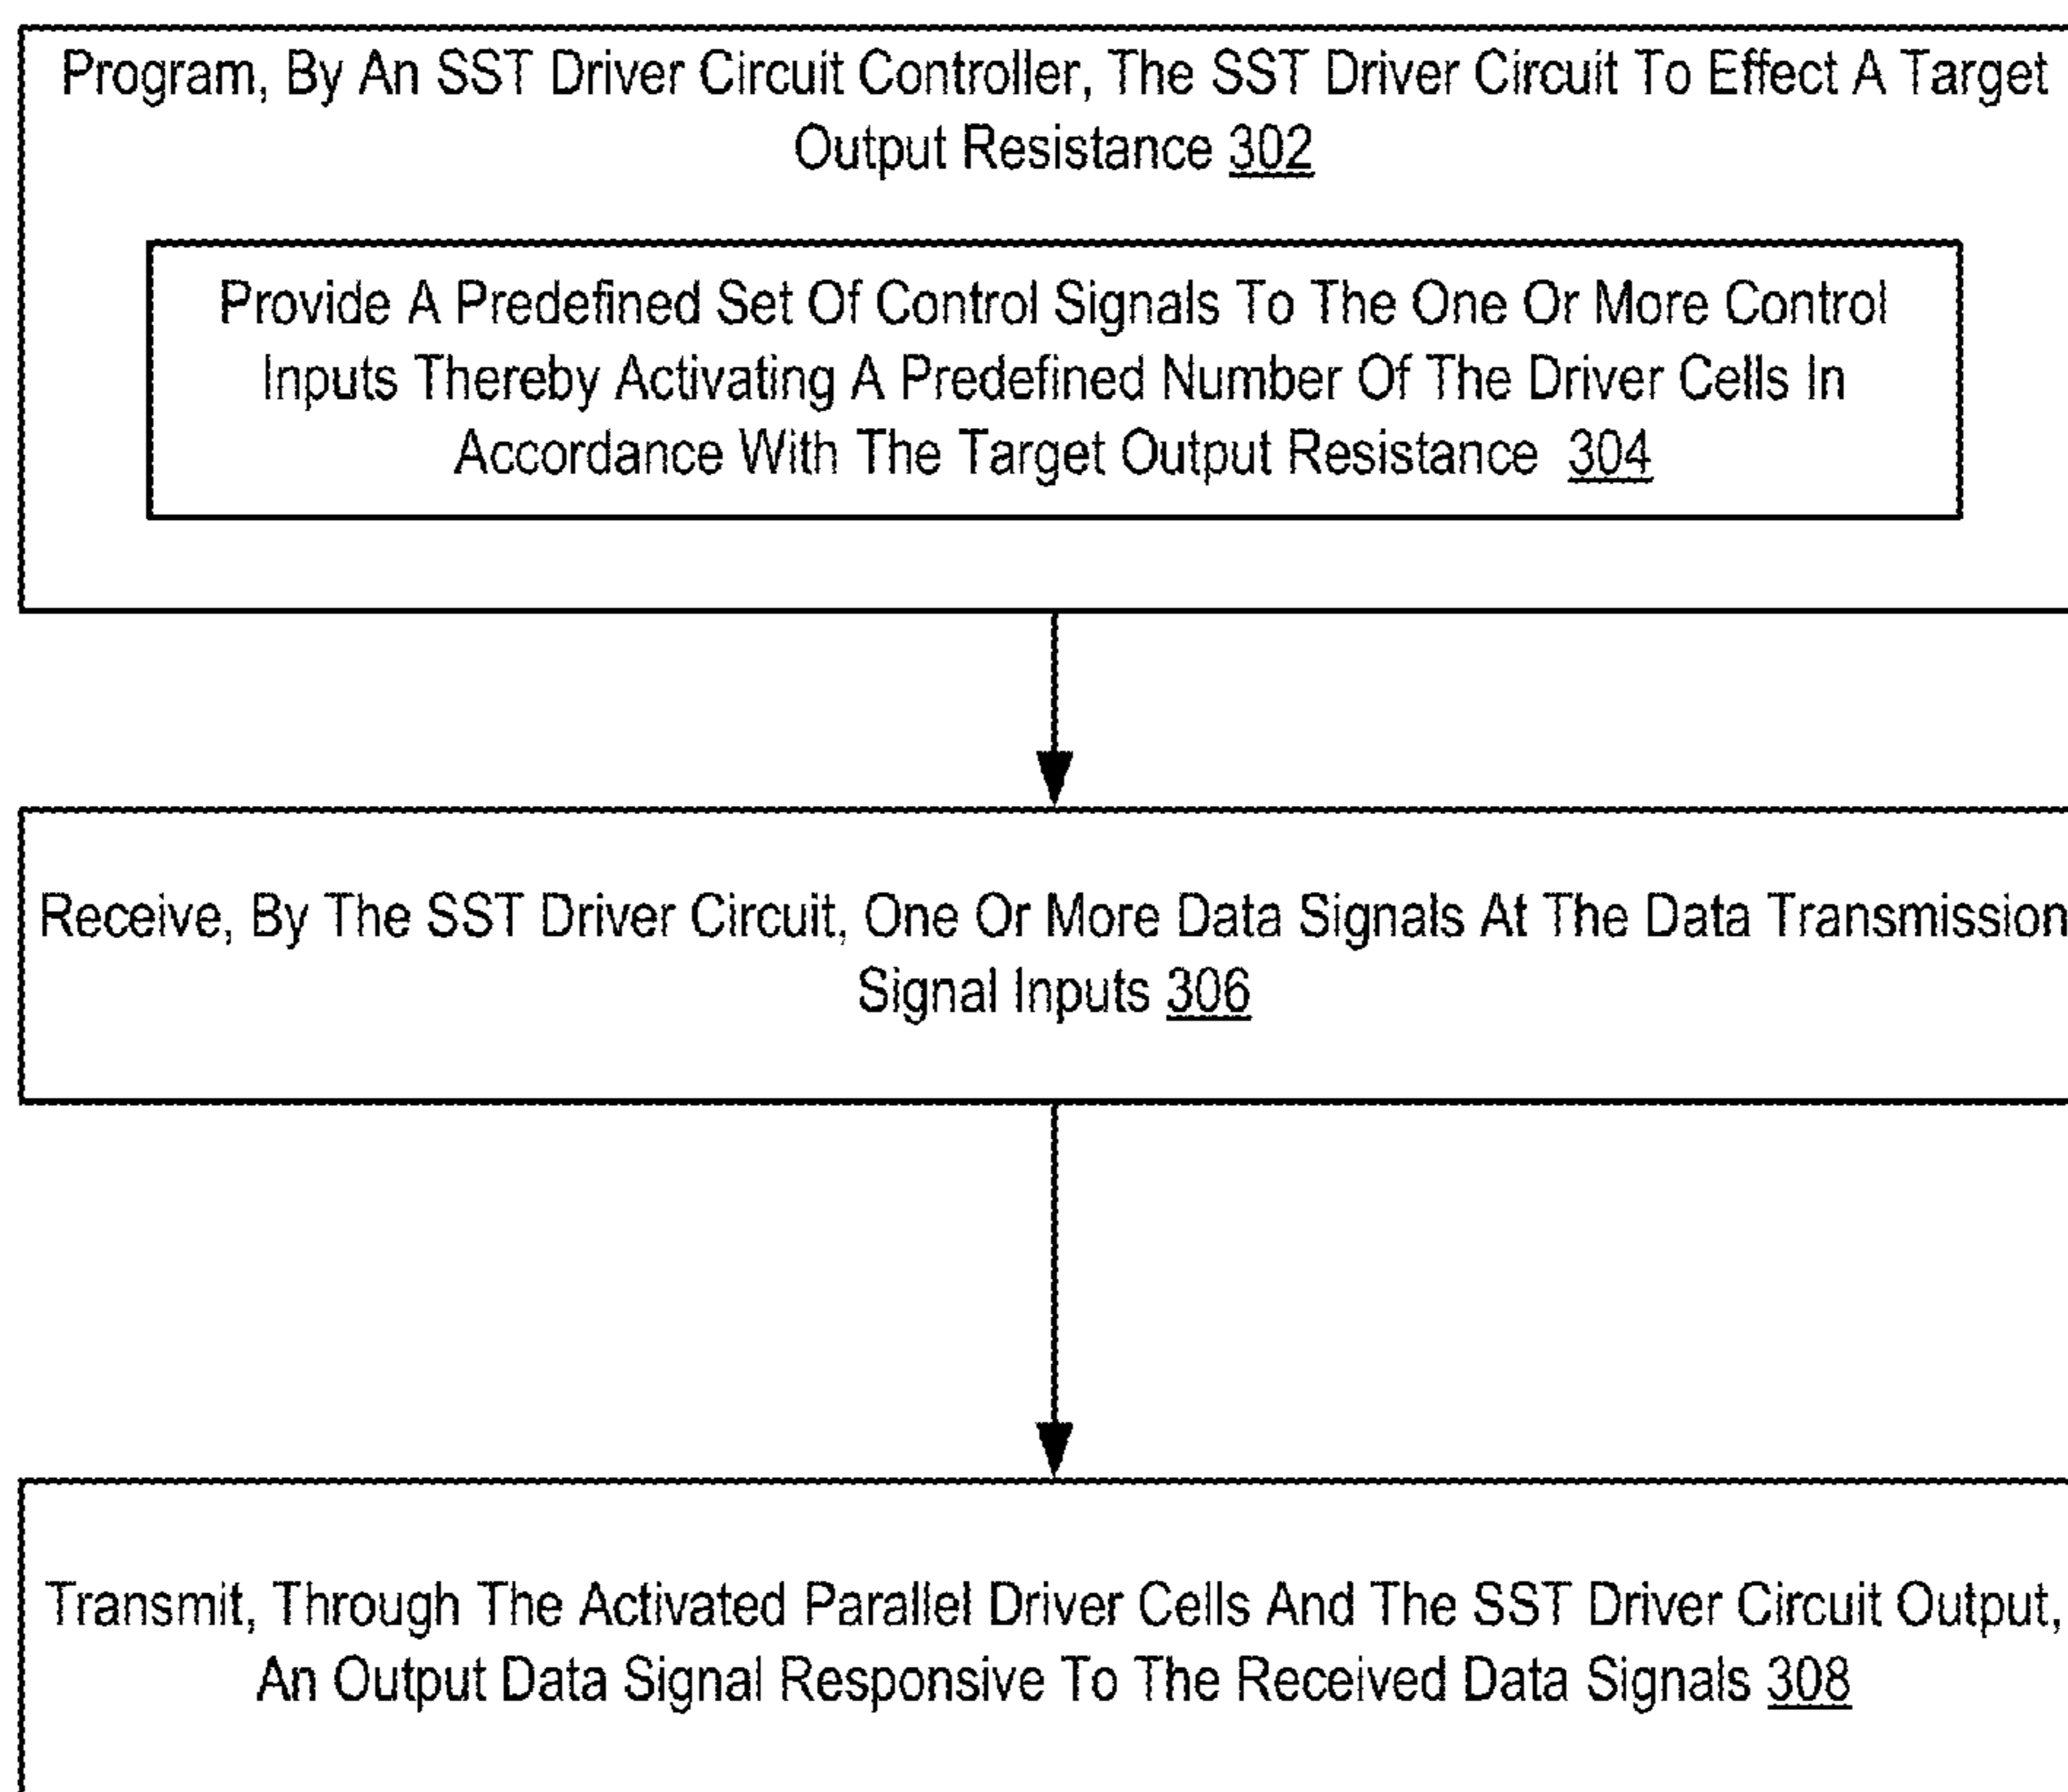 Program, By An SST Driver Circuit Controller, The SST Driver Circuit To Effect A Target
Output Resistance 302
Provide A Predefined Set Of Control Signals To The One Or More Control
Inputs Thereby Activating A Predefined Number Of The Driver Cells In
Accordance With The Target Output Resistance 304
Receive, By The SST Driver Circuit, One Or More Data Signals At The Data Transmission
Signal Inputs 306
Transmit, Through The Activated Parallel Driver Cells And The SST Driver Circuit Output,
An Output Data Signal Responsive To The Received Data Signals 308